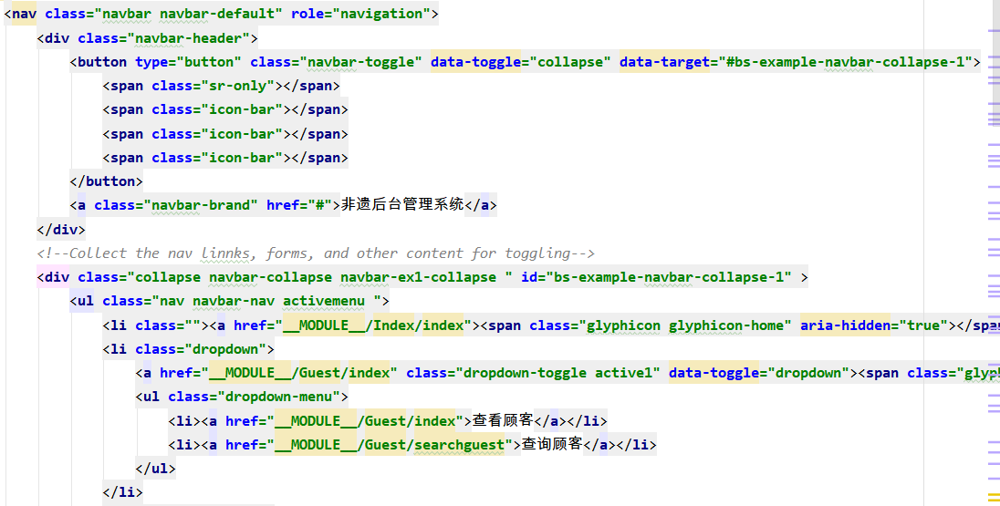 <nav class="navbar navbar-default" role="navigation">
<div class="navbar-header">
<button type="button" class="navbar-toggle" data-toggle="collapse" data-target="#bs-example-navbar-collapse-1">
<span class="sr-only"></span>
<span class="icon-bar"></span>
<span class="icon-bar"></span>
<span class="icon-bar"></span>
</button>
<a class="navbar-brand" href="#">非遗后台管理系统</a>
</div>
<!--Collect the nav linnks, forms, and other content for toggling-->
<div class="collapse navbar-collapse navbar-ex1-collapse " id="bs-example-navbar-collapse-1" >
<ul class="nav navbar-nav activemenu ">
<li class=""><a href="__MODULE__/Index/index"><span class="glyphicon glyphicon-home" aria-hidden="true"></spa
<li class="dropdown">
<a href="__MODULE__/Guest/index" class="dropdown-toggle active1" data-toggle="dropdown"><span class="glyp
<ul class="dropdown-menu">
<li><a href="__MODULE__/Guest/index">查看顾客</a></li>
<li><a href="__MODULE__/Guest/searchguest">查询顾客</a></li>
</ul>
</li>